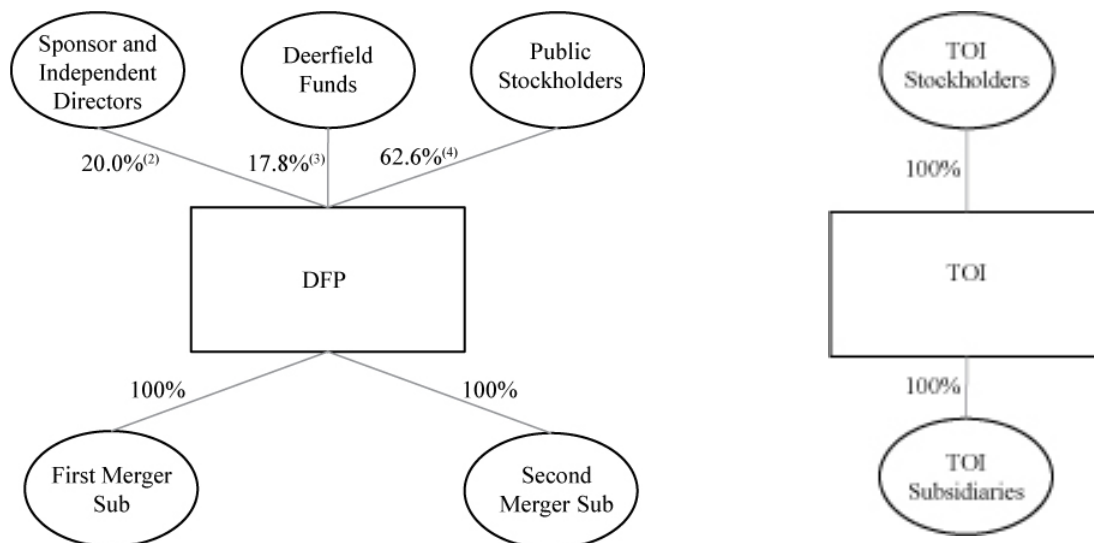 Sponsor and
Independent
Directors
Deerfield
Funds
Public
Stockholders
20.0%(2)
17.8%(3)
62.6%(4)
DFP
100%
100%
First Merger
Sub
Second
Merger Sub
TOI
Stockholders
100%
TOI
100%
TOI
Subsidiaries